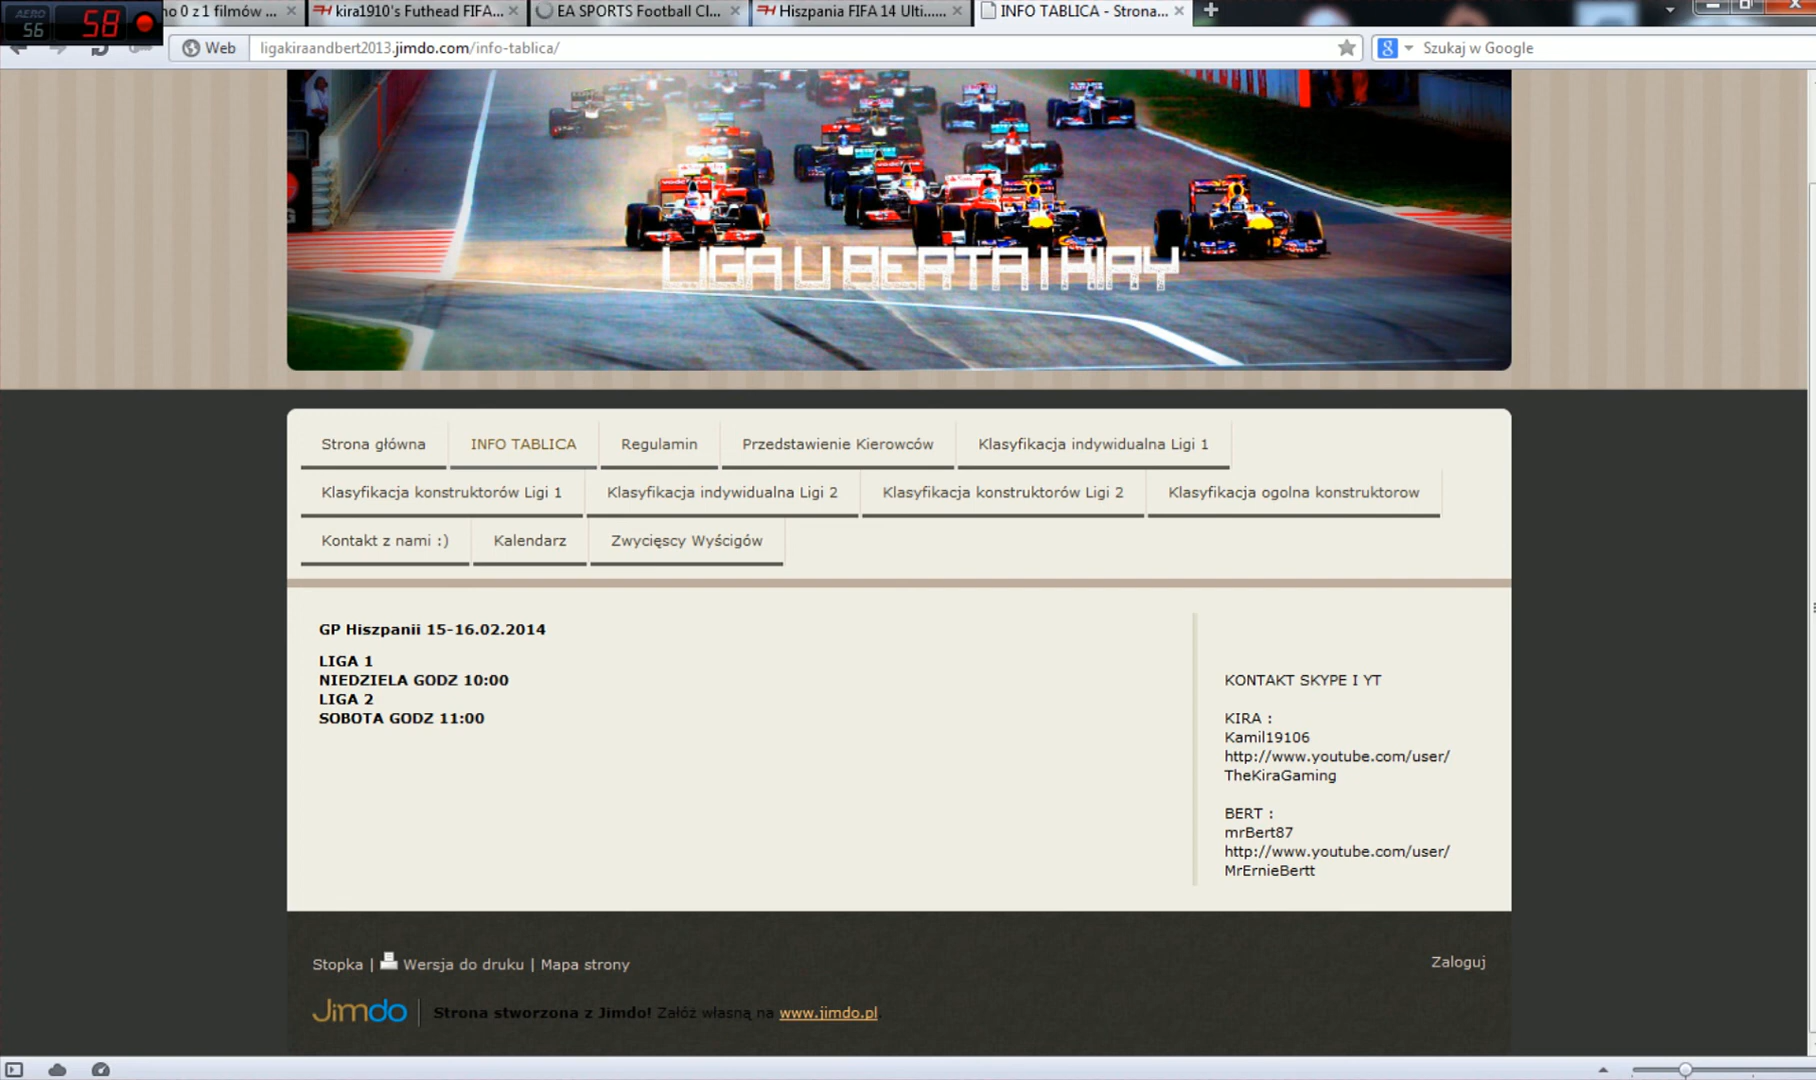 AERO
56
58
no 0 z 1 filmów ...
kira1910's Futhead FIFA...
EA SPORTS Football Cl...
Hiszpania FIFA 14 Ulti......
INFO TABLICA - Strona...
Web
ligakiraandbert2013.jimdo.com/info-tablica/
Szukaj w Google
LIGA U BERTA I KIRY
Strona główna
INFO TABLICA
Regulamin
Przedstawienie Kierowców
Klasyfikacja indywidualna Ligi 1
Klasyfikacja konstruktorów Ligi 1
Klasyfikacja indywidualna Ligi 2
Klasyfikacja konstruktorów Ligi 2
Klasyfikacja ogolna konstruktorow
Kontakt z nami :)
Kalendarz
Zwycięscy Wyścigów
GP Hiszpanii 15-16.02.2014
LIGA 1
NIEDZIELA GODZ 10:00
LIGA 2
SOBOTA GODZ 11:00
KONTAKT SKYPE I YT
KIRA :
Kamil19106
http://www.youtube.com/user/
TheKiraGaming
BERT :
mrBert87
http://www.youtube.com/user/
MrErnieBertt
Stopka | Wersja do druku | Mapa strony
Zaloguj
Jimdo
Strona stworzona z Jimdo! Załóż własną na www.jimdo.pl.